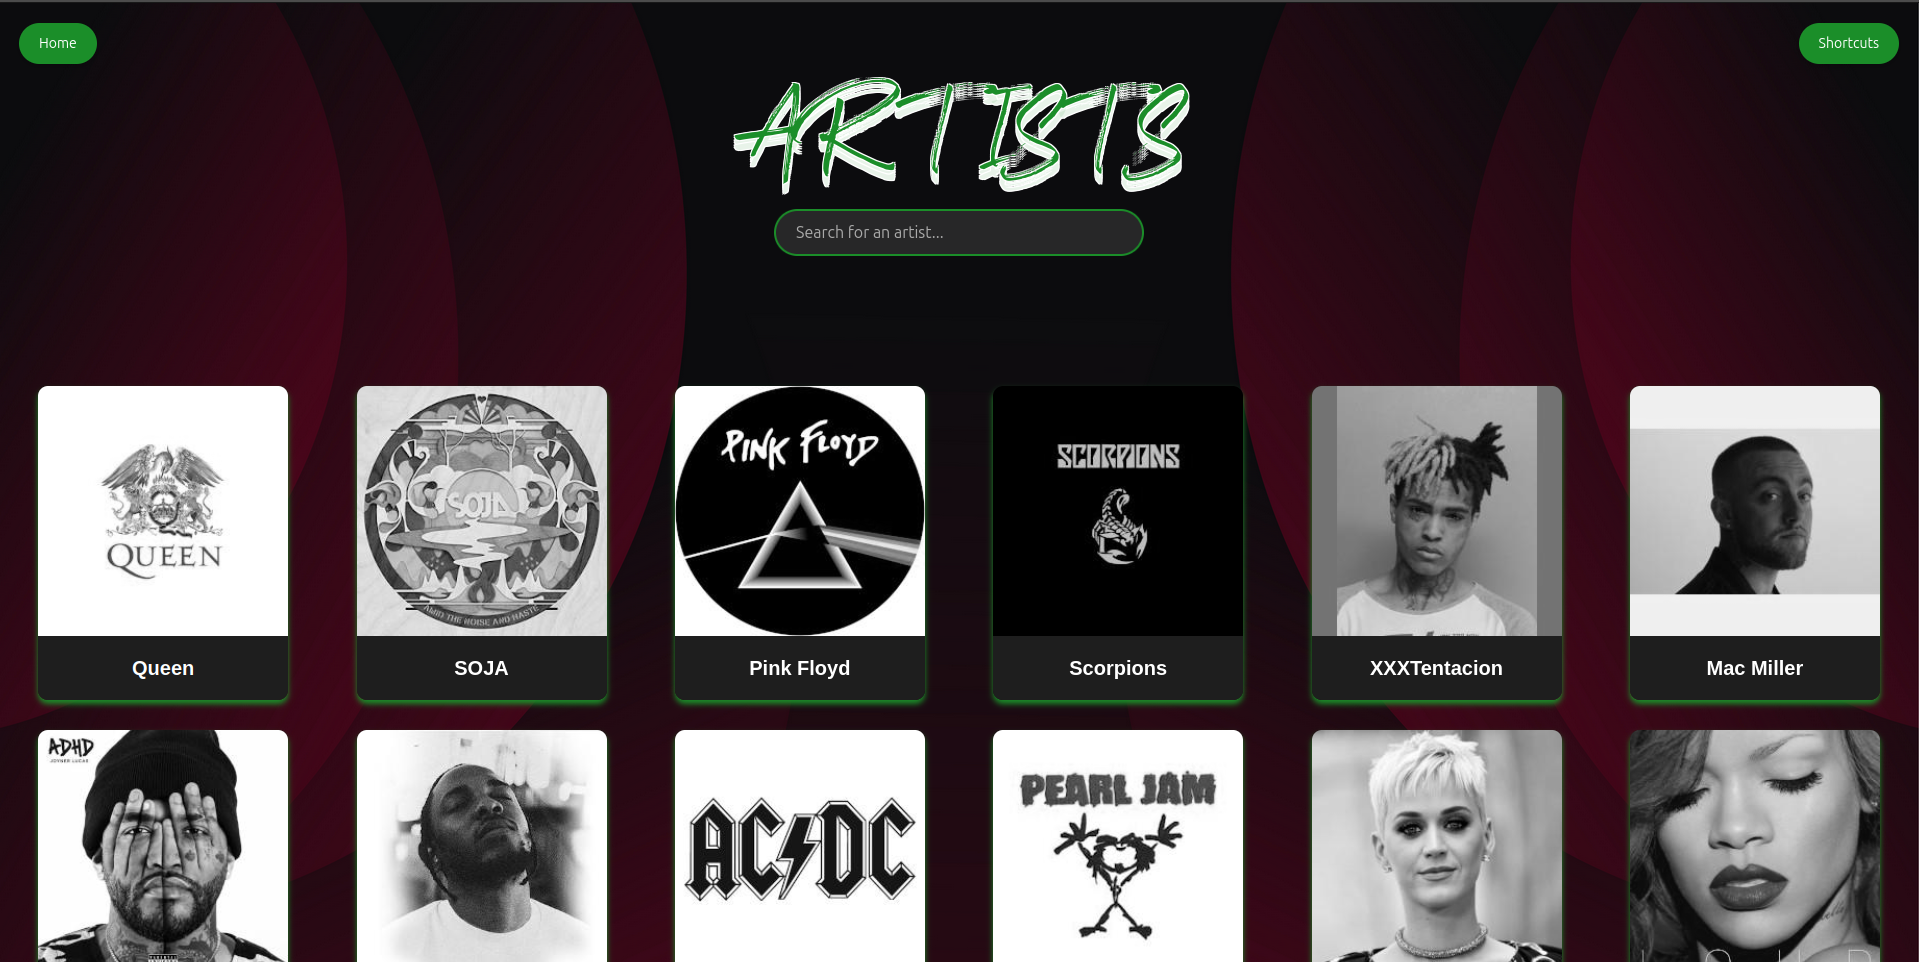 Home
Shortcuts
ARTISTS
Search for an artist...
QUEEN
SOJA
AMID THE NOISE AND HASTE
PINK FLOYD
SCORPIONS
Queen
SOJA
Pink Floyd
Scorpions
XXXTentacion
Mac Miller
ADHD
JOYNER LUCAS
AC DC
PEARL JAM
L O U D